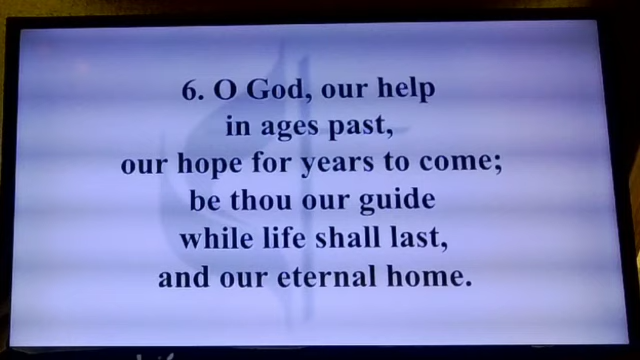 6. O God, our help
in ages past,
our hope for years to come;
be thou our guide
while life shall last,
and our eternal home.